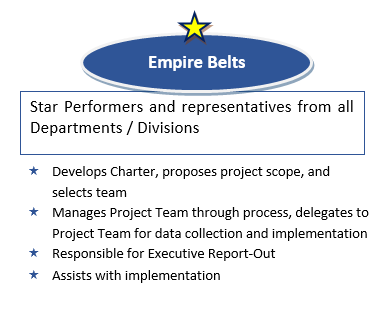 Empire Belts
Star Performers and representatives from all
Departments / Divisions
Develops Charter, proposes project scope, and
selects team
Manages Project Team through process, delegates to
Project Team for data collection and implementation
Responsible for Executive Report-Out
Assists with implementation